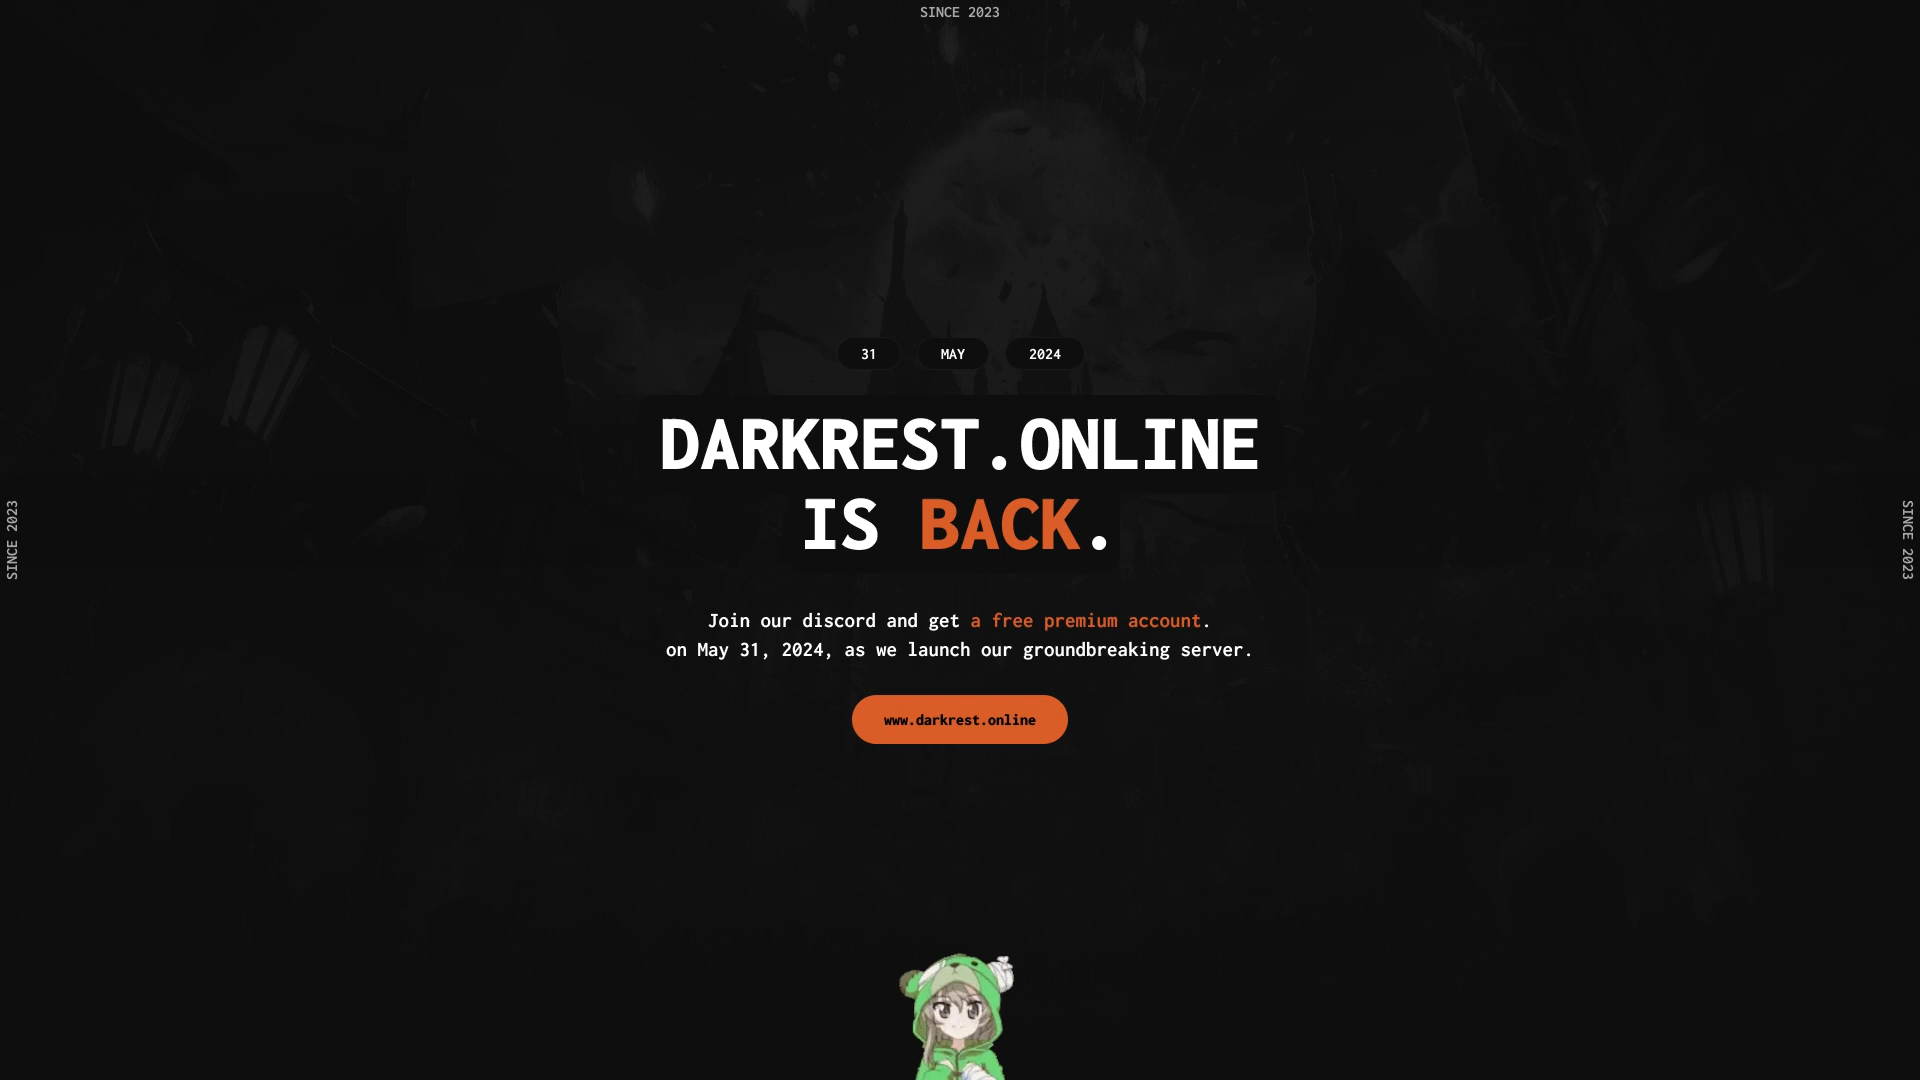 SINCE 2023
31 MAY 2024
DARKREST.ONLINE
IS BACK.
SINCE 2023
SINCE 2023
Join our discord and get a free premium account.
on May 31, 2024, as we launch our groundbreaking server.
www.darkrest.online